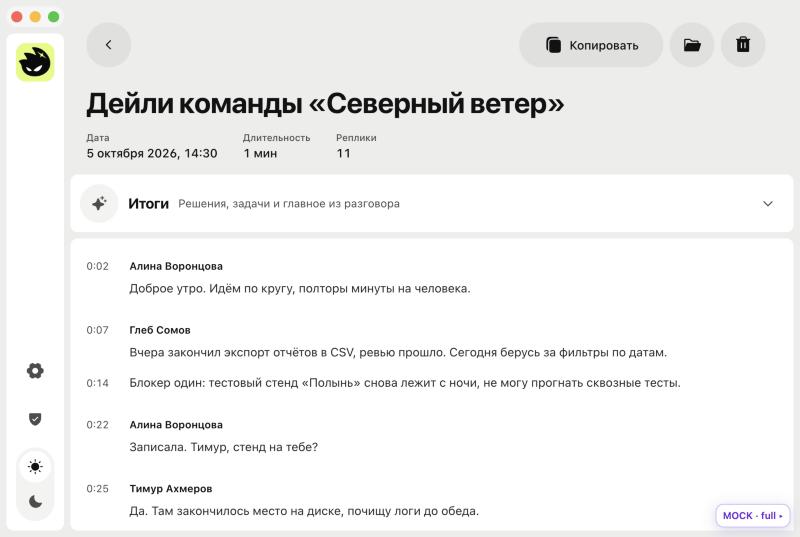 Копировать
Дейли команды «Северный ветер»
Дата Длительность Реплики
5 октября 2026, 14:30 1 мин 11
Итоги Решения, задачи и главное из разговора
0:02 Алина Воронцова
Доброе утро. Идём по кругу, полторы минуты на человека.
0:07 Глеб Сомов
Вчера закончил экспорт отчётов в CSV, ревью прошло. Сегодня берусь за фильтры по датам.
0:14 Блокер один: тестовый стенд «Полынь» снова лежит с ночи, не могу прогнать сквозные тесты.
0:22 Алина Воронцова
Записала. Тимур, стенд на тебе?
0:25 Тимур Ахмеров
Да. Там закончилось место на диске, почищу логи до обеда.
MOCK · full ▸